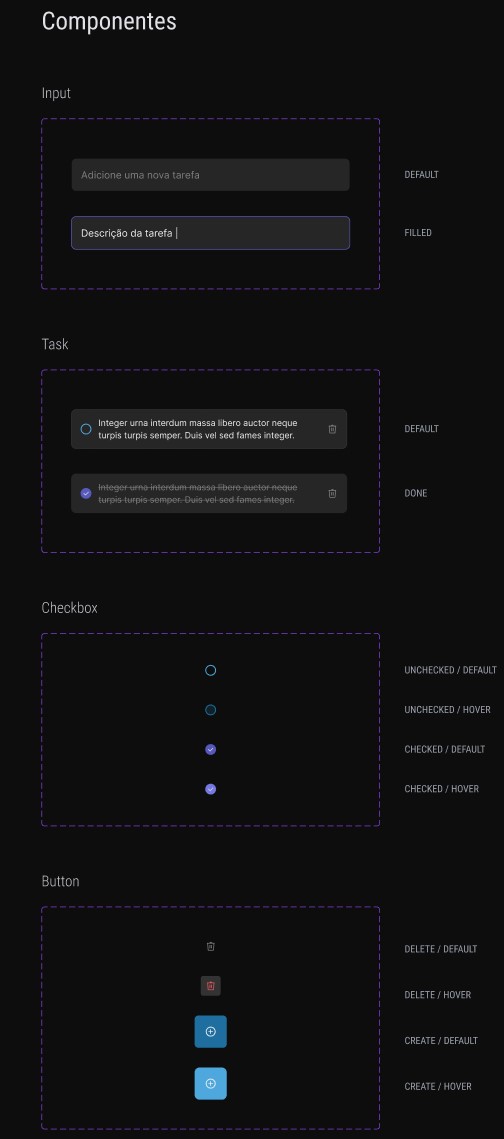 Componentes
Input
Adicione uma nova tarefa
DEFAULT
Descrição da tarefa
FILLED
Task
Integer urna interdum massa libero auctor neque
turpis turpis semper. Duis vel sed fames integer.
DEFAULT
Integer urna interdum massa libero auctor neque
turpis turpis semper. Duis vel sed fames integer.
DONE
Checkbox
UNCHECKED / DEFAULT
UNCHECKED / HOVER
CHECKED / DEFAULT
CHECKED / HOVER
Button
DELETE / DEFAULT
DELETE / HOVER
CREATE / DEFAULT
CREATE / HOVER